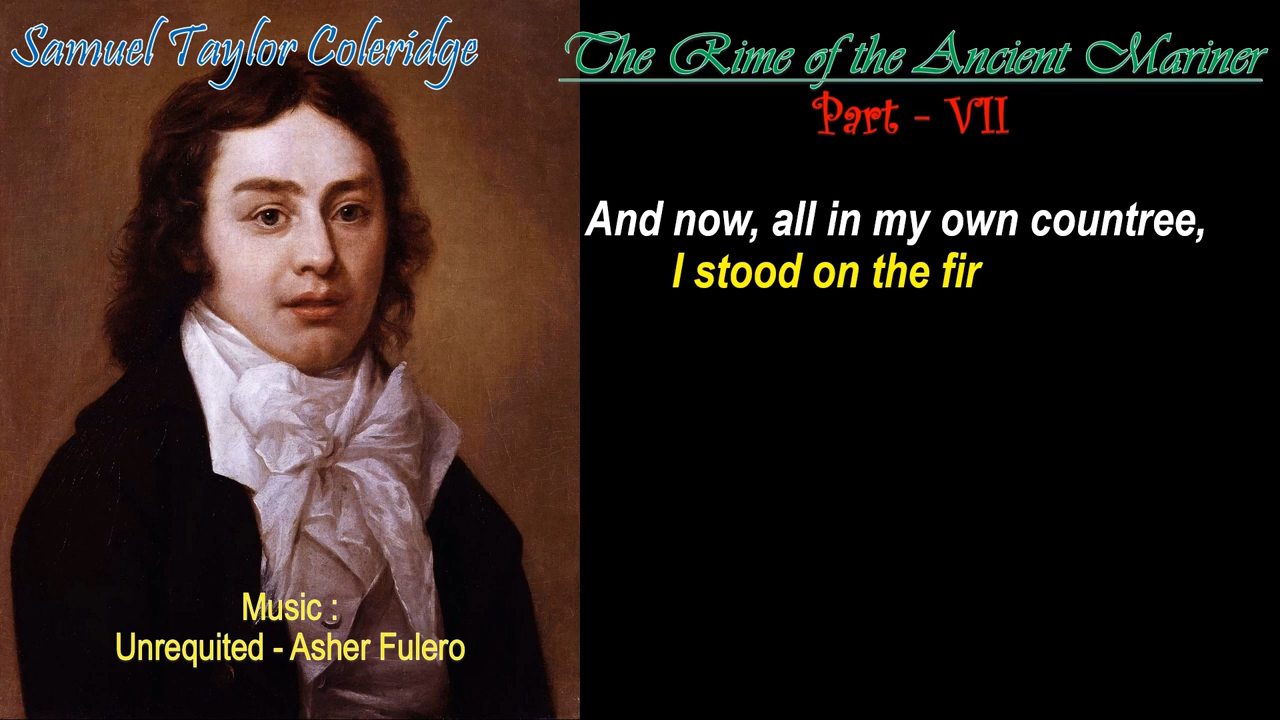 Samuel Taylor Coleridge
The Rime of the Ancient Mariner
Part - VII
And now, all in my own countree,
I stood on the fir
Music :
Unrequited - Asher Fulero